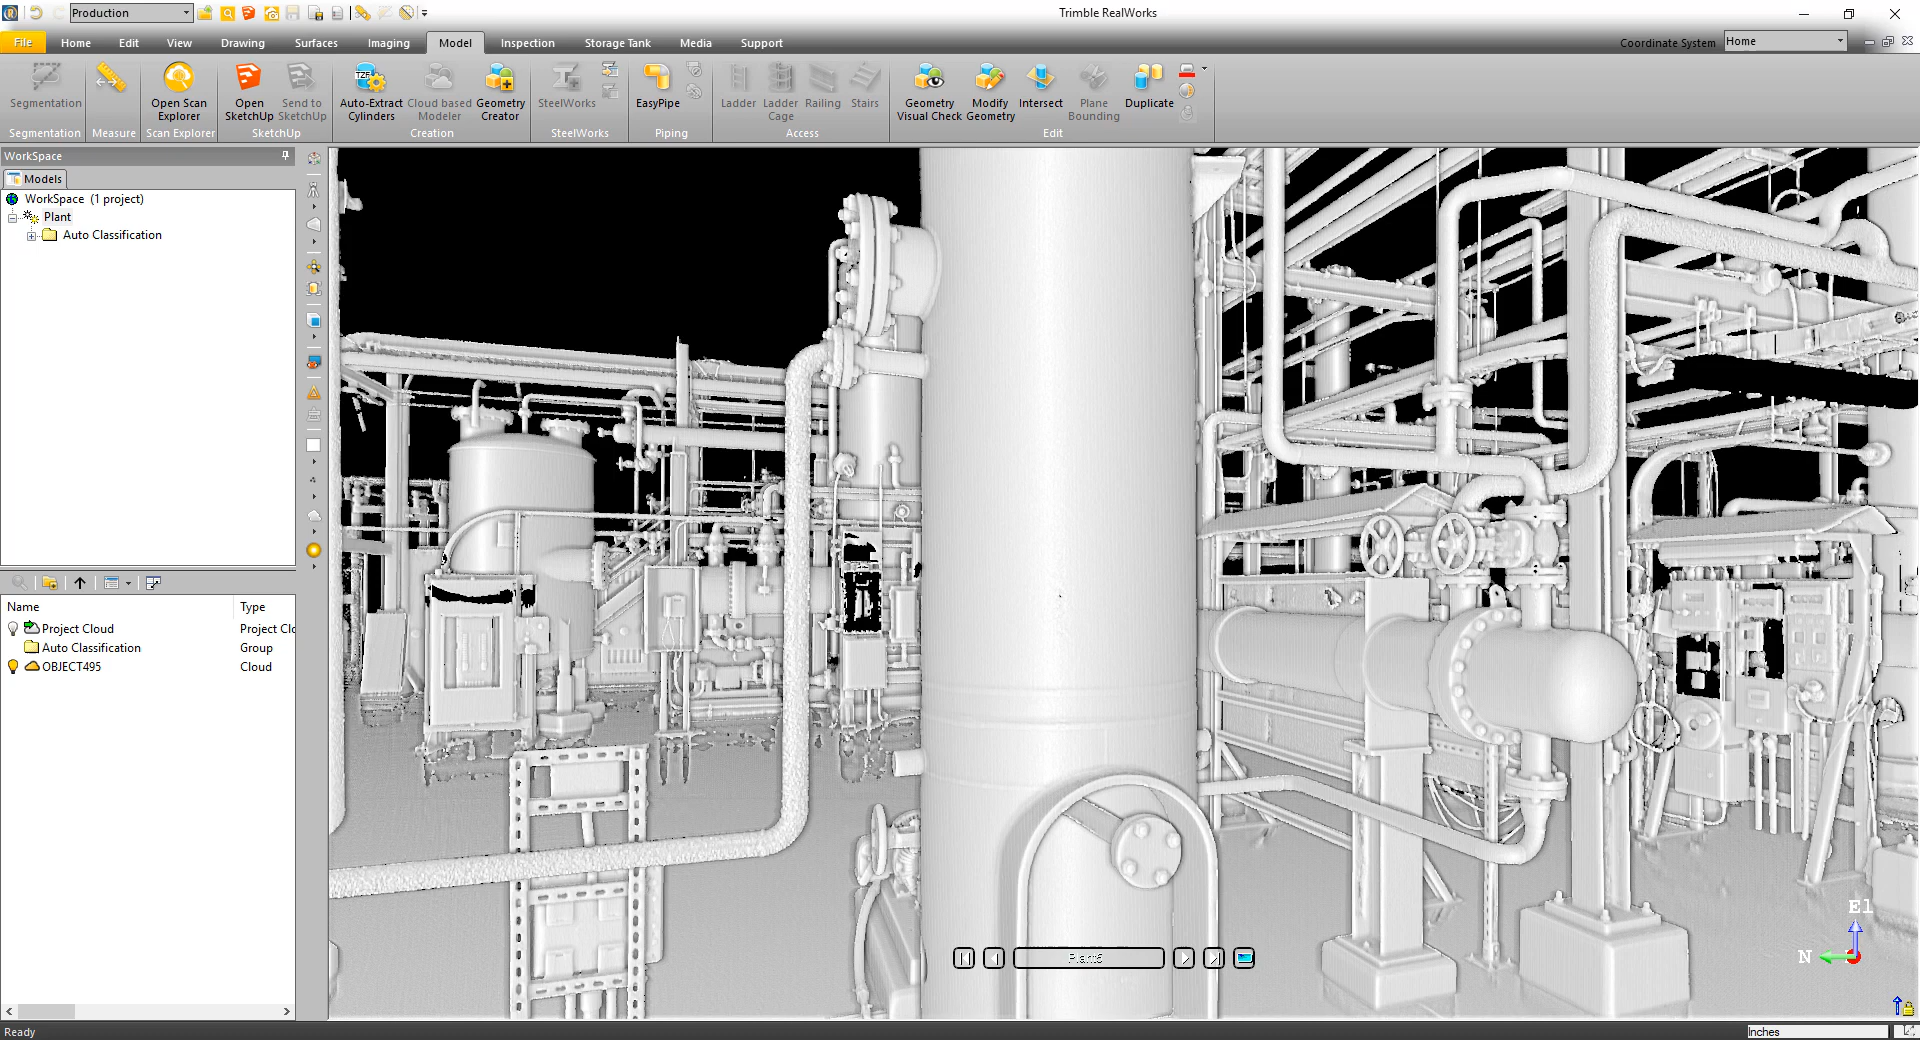 Production
Trimble RealWorks
File Home Edit View Drawing Surfaces Imaging Model Inspection Storage Tank Media Support
Coordinate System Home
Segmentation
Open Scan Explorer
Open SketchUp
Send to SketchUp
TZF
Auto-Extract Cylinders
Cloud based Modeler
Geometry Creator
SteelWorks
EasyPipe
Ladder
Ladder Cage
Railing
Stairs
Geometry Visual Check
Modify Geometry
Intersect
Plane Bounding
Duplicate
Segmentation Measure Scan Explorer SketchUp Creation SteelWorks Piping Access Edit
WorkSpace
Models
WorkSpace (1 project)
Plant
Auto Classification
Name Type
Project Cloud Project Clo
Auto Classification Group
OBJECT495 Cloud
El
N
Ready
Inches